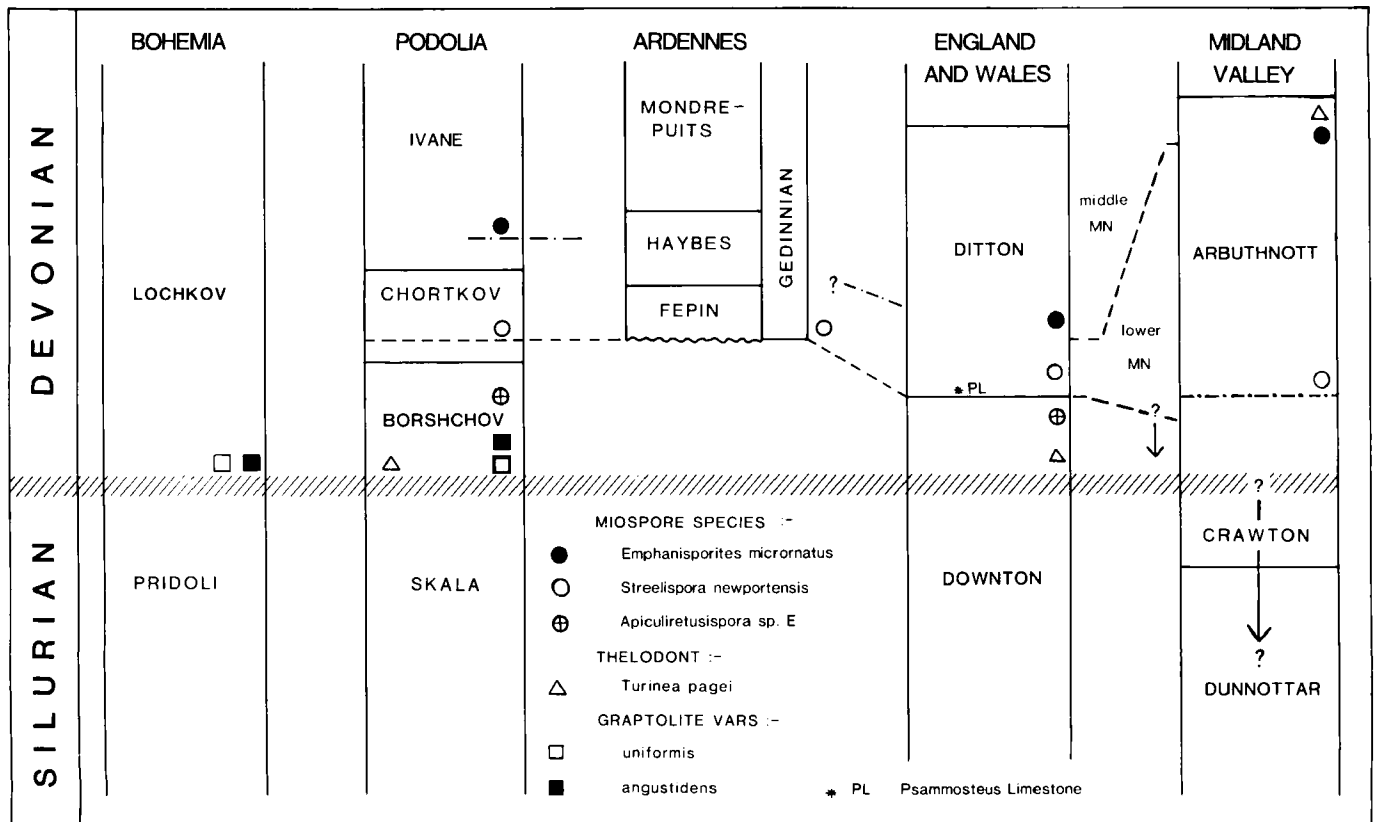 BOHEMIA
PODOLIA
ARDENNES
ENGLAND
AND WALES
MIDLAND
VALLEY
DEVONIAN
SILURIAN
LOCHKOV
PRIDOLI
IVANE
CHORTKOV
BORSHCHOV
SKALA
MONDRE-
PUITS
HAYBES
FEPIN
GEDINNIAN
?
DITTON
* PL
DOWNTON
middle
MN
lower
MN
?
ARBUTHNOTT
?
CRAWTON
?
DUNNOTTAR
MIOSPORE SPECIES :-
Emphanisporites micrornatus
Streelispora newportensis
Apiculiretusispora sp. E
THELODONT :-
Turinea pagei
GRAPTOLITE VARS :-
uniformis
angustidens
* PL Psammosteus Limestone